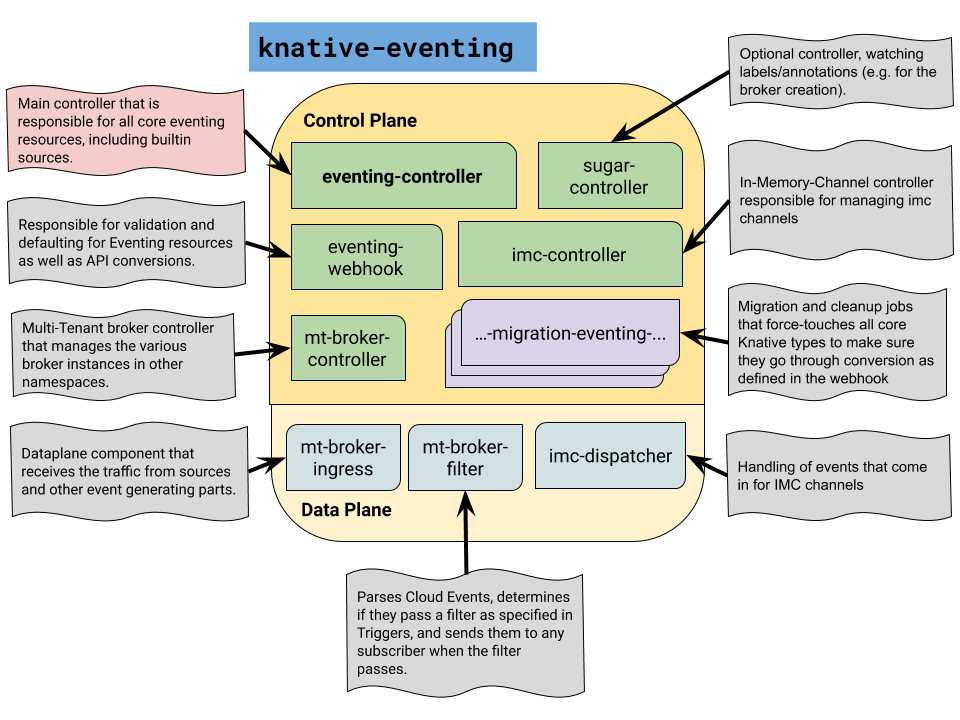 knative-eventing
Optional controller, watching
labels/annotations (e.g. for the
broker creation).
Main controller that is
responsible for all core eventing
resources, including builtin
sources.
Control Plane
eventing-controller
sugar-
controller
In-Memory-Channel controller
responsible for managing imc
channels
Responsible for validation and
defaulting for Eventing resources
as well as API conversions.
eventing-
webhook
imc-controller
Migration and cleanup jobs
that force-touches all core
Knative types to make sure
they go through conversion as
defined in the webhook
Multi-Tenant broker controller
that manages the various
broker instances in other
namespaces.
mt-broker-
controller
...-migration-eventing-...
Dataplane component that
receives the traffic from sources
and other event generating parts.
mt-broker-
ingress
mt-broker-
filter
imc-dispatcher
Handling of events that come
in for IMC channels
Data Plane
Parses Cloud Events, determines
if they pass a filter as specified in
Triggers, and sends them to any
subscriber when the filter
passes.